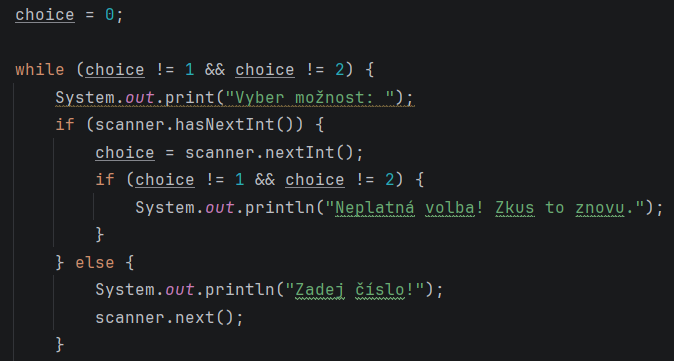 choice = 0;
while (choice != 1 && choice != 2) {
System.out.print("Vyber možnost: ");
if (scanner.hasNextInt()) {
choice = scanner.nextInt();
if (choice != 1 && choice != 2) {
System.out.println("Neplatná volba! Zkus to znovu.");
}
} else {
System.out.println("Zadej číslo!");
scanner.next();
}